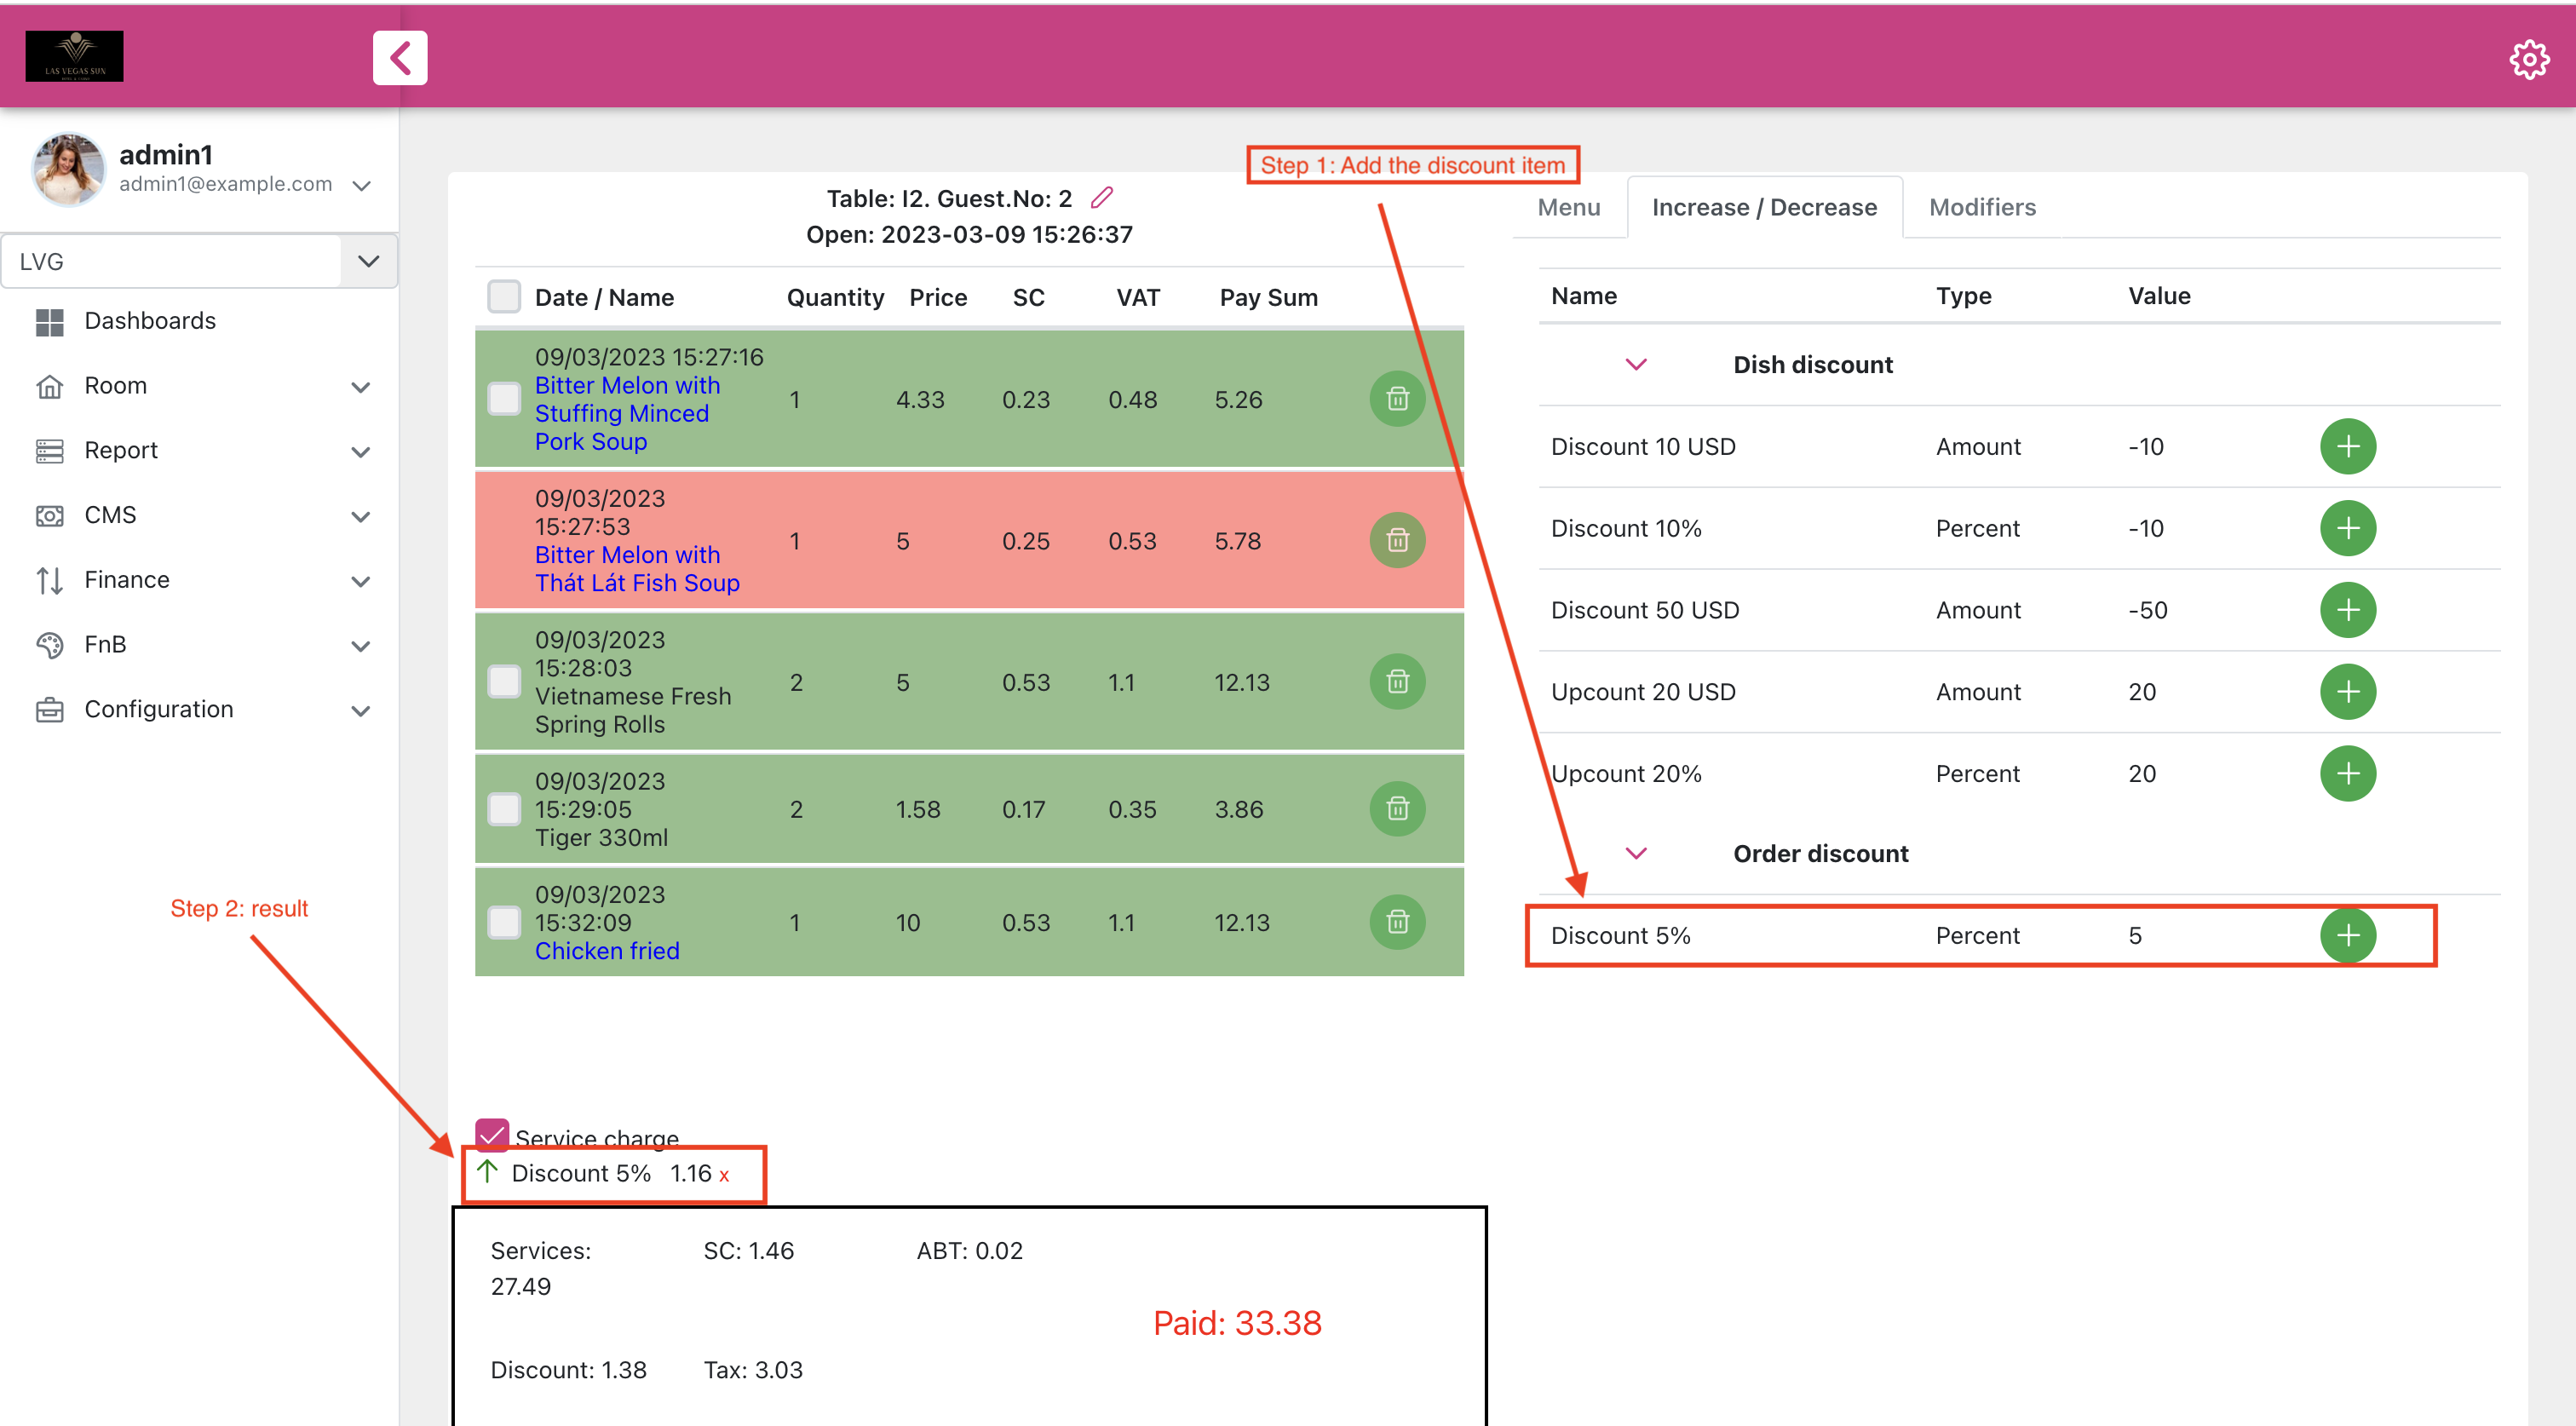 LAS VEGAS SUN
admin1
admin1@example.com
LVG
Dashboards
Room
Report
CMS
Finance
FnB
Configuration
Step 2: result
Step 1: Add the discount item
Table: I2. Guest.No: 2
Open: 2023-03-09 15:26:37
Date / Name Quantity Price SC VAT Pay Sum
09/03/2023 15:27:16
Bitter Melon with
Stuffing Minced
Pork Soup
1 4.33 0.23 0.48 5.26
09/03/2023
15:27:53
Bitter Melon with
Thát Lát Fish Soup
1 5 0.25 0.53 5.78
09/03/2023
15:28:03
Vietnamese Fresh
Spring Rolls
2 5 0.53 1.1 12.13
09/03/2023
15:29:05
Tiger 330ml
2 1.58 0.17 0.35 3.86
09/03/2023
15:32:09
Chicken fried
1 10 0.53 1.1 12.13
Service charge
Discount 5% 1.16 x
Services:
27.49
SC: 1.46
ABT: 0.02
Paid: 33.38
Discount: 1.38
Tax: 3.03
Menu Increase / Decrease Modifiers
Name Type Value
Dish discount
Discount 10 USD Amount -10
Discount 10% Percent -10
Discount 50 USD Amount -50
Upcount 20 USD Amount 20
Upcount 20% Percent 20
Order discount
Discount 5% Percent 5